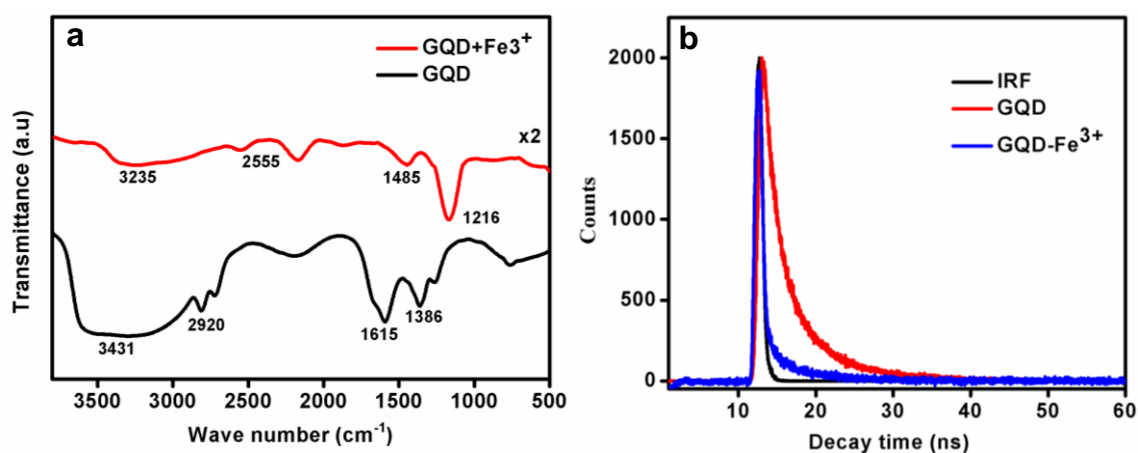 a
GQD+Fe3⁺
GQD
x2
3235
2555
1485
1216
3431
2920
1615
1386
Transmittance (a.u)
3500 3000 2500 2000 1500 1000 500
Wave number (cm⁻¹)
b
IRF
GQD
GQD-Fe³⁺
Counts
2000
1500
1000
500
0
10 20 30 40 50 60
Decay time (ns)